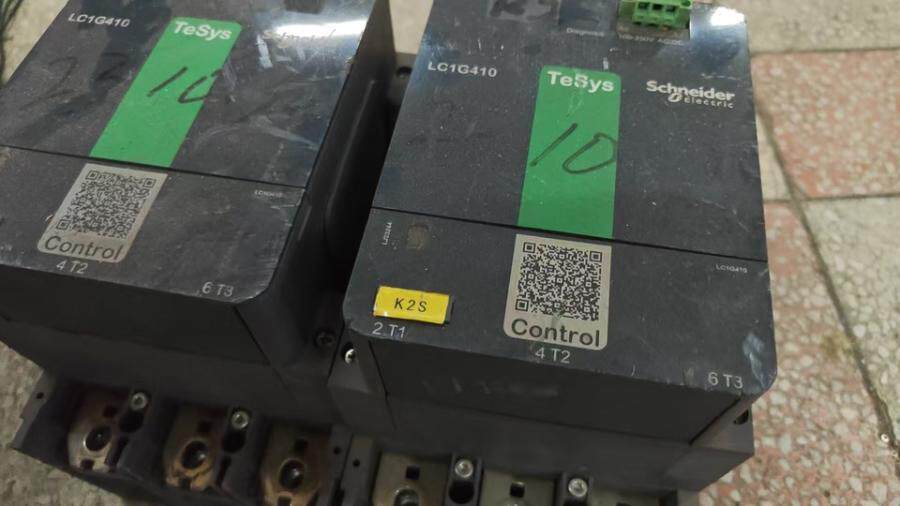 LC1G410
TeSys
10
Control
4 T2
6 T3
LC1G410
TeSys
Schneider
Electric
10
Diagnosis
LC1G410
K2S
Control
2 T1
4 T2
6 T3